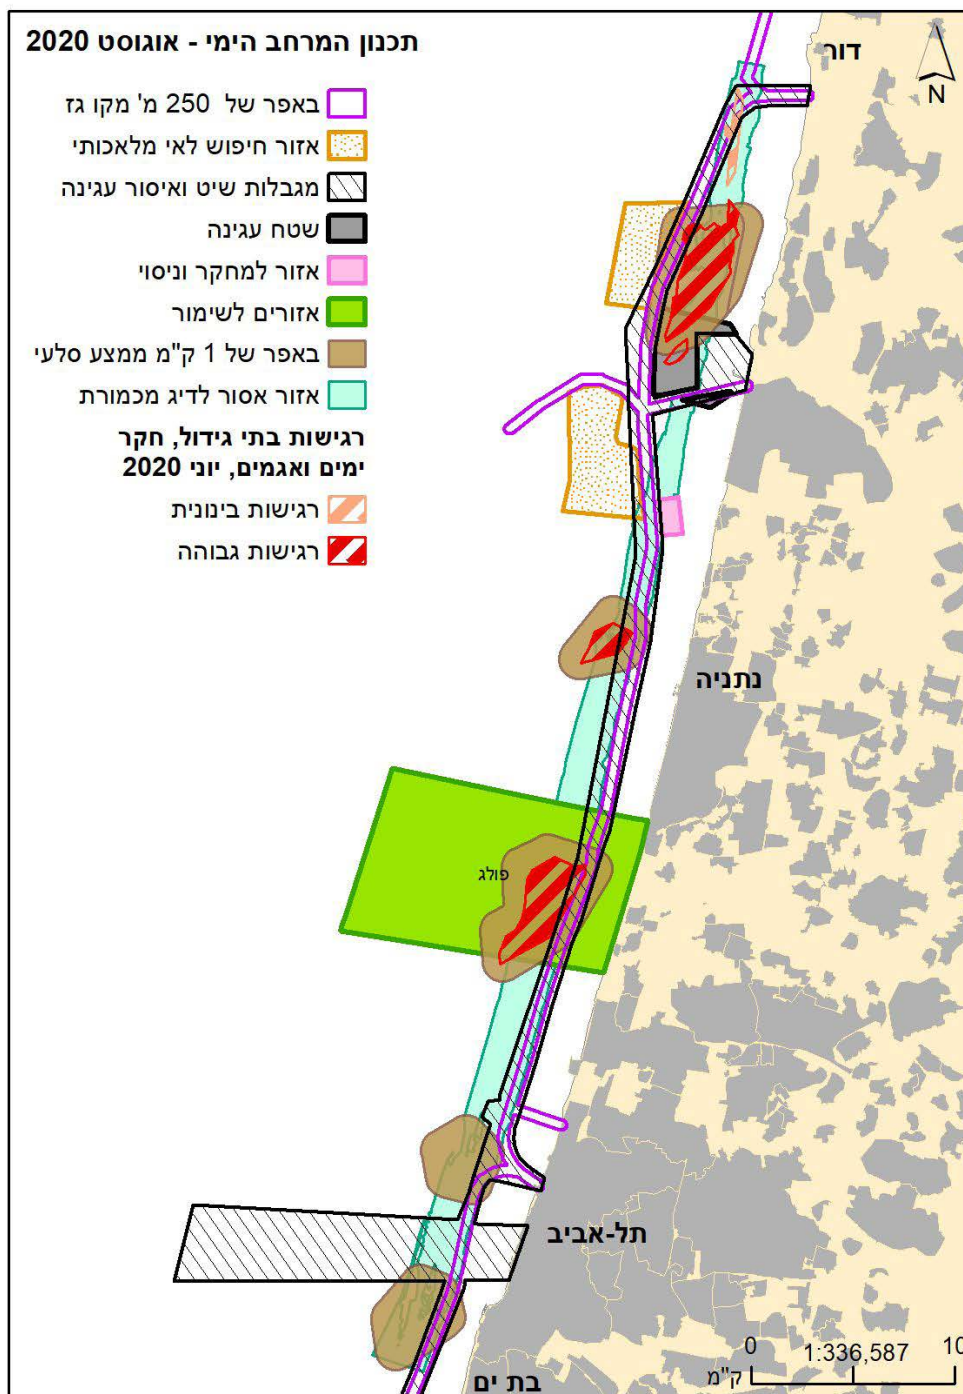 תכנון המרחב הימי - אוגוסט 2020
באפר של 250 מ' מקו גז
אזור חיפוש לאי מלאכותי
מגבלות שיט ואיסור עגינה
שטח עגינה
אזור למחקר וניסוי
אזורים לשימור
באפר של 1 ק"מ ממצע סלעי
אזור אסור לדיג מכמורת
רגישות בתי גידול, חקר
ימים ואגמים, יוני 2020
רגישות בינונית
רגישות גבוהה
דור
N
נתניה
פולג
תל-אביב
בת ים
0 10
1:336,587
ק"מ